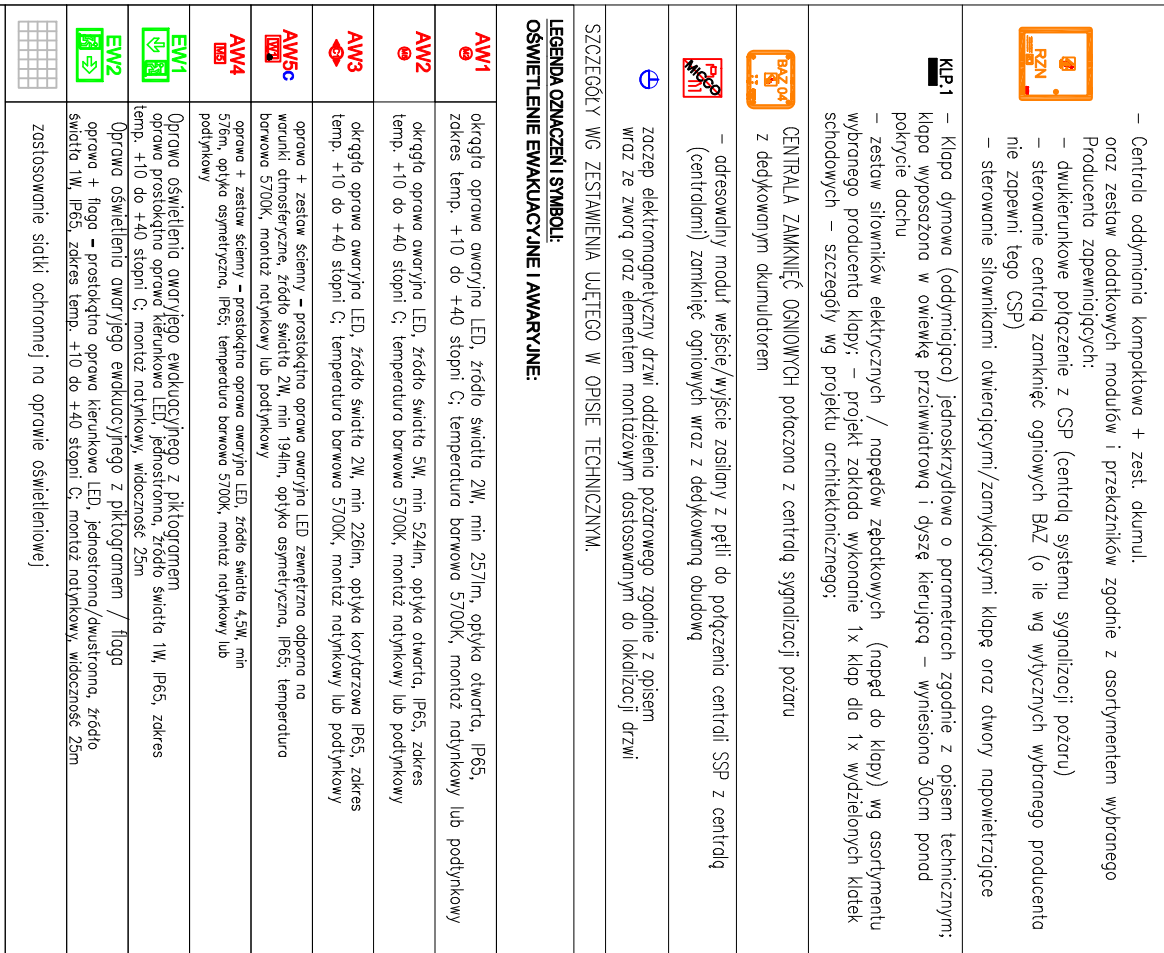 RZN
– Centrala oddymiania kompaktowa + zest. akumul.
oraz zestaw dodatkowych modułów i przekaźników zgodnie z asortymentem wybranego
Producenta zapewniających:
– dwukierunkowe połączenie z CSP (centralą systemu sygnalizacji pożaru)
– sterowanie centralą zamknięć ogniowych BAZ (o ile wg wytycznych wybranego producenta
nie zapewni tego CSP)
– sterowanie siłownikami otwierającymi/zamykającymi klapę oraz otwory napowietrzające
KLP.1
– Klapa dymowa (oddymiająca) jednoskrzydłowa o parametrach zgodnie z opisem technicznym;
klapa wyposażona w owiewkę przciwiatrową i dyszę kierującą – wyniesiona 30cm ponad
pokrycie dachu
– zestaw siłowników elektrycznych / napędów zębatkowych (napęd do klapy) wg asortymentu
wybranego producenta klapy; – projekt zakłada wykonanie 1x klap dla 1x wydzielonych klatek
schodowych – szczegóły wg projektu architektonicznego;
BAZ 04
CENTRALA ZAMKNIĘĆ OGNIOWYCH połączona z centralą sygnalizacji pożaru
z dedykowanym akumulatorem
MICCO
– adresowalny moduł wejście/wyjście zasilany z pętli do połączenia centrali SSP z centralą
(centralami) zamknięć ogniowych wraz z dedykowaną obudową
zaczep elektromagnetyczny drzwi oddzielenia pożarowego zgodnie z opisem
wraz ze zworą oraz elementem montażowym dostosowanym do lokalizacji drzwi
SZCZEGÓŁY WG ZESTAWIENIA UJĘTEGO W OPISIE TECHNICZNYM.
LEGENDA OZNACZEŃ I SYMBOLI:
OŚWIETLENIE EWAKUACYJNE I AWARYJNE:
AW1
okrągła oprawa awaryjna LED, źródło światła 2W, min 257lm, optyka otwarta, IP65,
zakres temp. +10 do +40 stopni C; temperatura barwowa 5700K, montaż natynkowy lub podtynkowy
AW2
okrągła oprawa awaryjna LED, źródło światła 5W, min 524lm, optyka otwarta, IP65, zakres
temp. +10 do +40 stopni C; temperatura barwowa 5700K, montaż natynkowy lub podtynkowy
AW3
okrągła oprawa awaryjna LED, źródło światła 2W, min 226lm, optyka korytarzowa IP65, zakres
temp. +10 do +40 stopni C; temperatura barwowa 5700K, montaż natynkowy lub podtynkowy
AW5c
oprawa + zestaw ścienny – prostokątna oprawa awaryjna LED zewnętrzna odporna na
warunki atmosferyczne, źródło światła 2W, min 194lm, optyka asymetryczna, IP65; temperatura
barwowa 5700K, montaż natynkowy lub podtynkowy
AW4
oprawa + zestaw ścienny – prostokątna oprawa awaryjna LED, źródło światła 4,5W, min
576m, optyka asymetryczna, IP65; temperatura barwowa 5700K, montaż natynkowy lub
podtynkowy
EW1
Oprawa oświetlenia awaryjego ewakuacyjnego z piktogramem
oprawa prostokątna oprawa kierunkowa LED, jednostronna, źródło światła 1W, IP65, zakres
temp. +10 do +40 stopni C; montaż natynkowy, widoczność 25m
EW2
Oprawa oświetlenia awaryjego ewakuacyjnego z piktogramem / flaga
oprawa + flaga – prostokątna oprawa kierunkowa LED, jednostronna/dwustronna, źródło
światła 1W, IP65, zakres temp. +10 do +40 stopni C; montaż natynkowy, widoczność 25m
zastosowanie siatki ochronnej na oprawie oświetleniowej